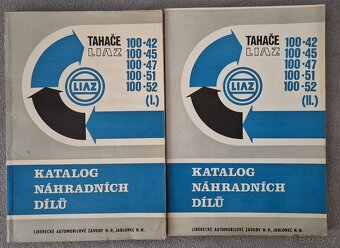 TAHAČE
LIAZ
100·42
100·45
100·47
100·51
100·52
(I.)
LIAZ
KATALOG
NÁHRADNÍCH
DÍLŮ
LIBERECKÉ AUTOMOBILOVÉ ZÁVODY N. P., JABLONEC N. N.
TAHAČE
LIAZ
100·42
100·45
100·47
100·51
100·52
(II.)
LIAZ
KATALOG
NÁHRADNÍCH
DÍLŮ
LIBERECKÉ AUTOMOBILOVÉ ZÁVODY N. P., JABLONEC N. N.